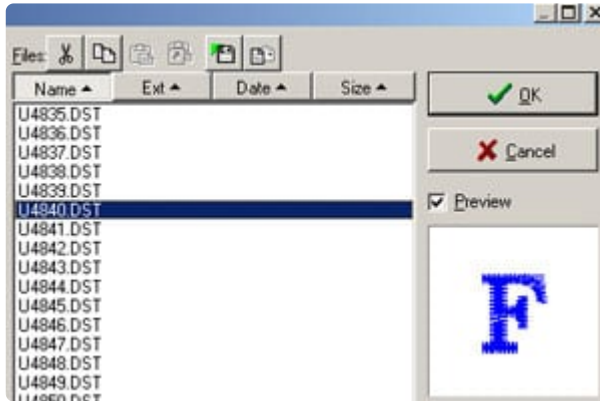 Files:
Name Ext Date Size
OK
Cancel
Preview
U4835.DST
U4836.DST
U4837.DST
U4838.DST
U4839.DST
U4840.DST
U4841.DST
U4842.DST
U4843.DST
U4844.DST
U4845.DST
U4846.DST
U4847.DST
U4848.DST
U4849.DST
U4850.DST
F